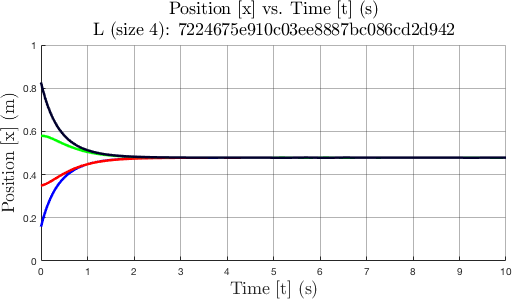 Position [x] vs. Time [t] (s)
L (size 4): 7224675e910c03ee8887bc086cd2d942
Position [x] (m)
1
0.8
0.6
0.4
0.2
0
0 1 2 3 4 5 6 7 8 9 10
Time [t] (s)